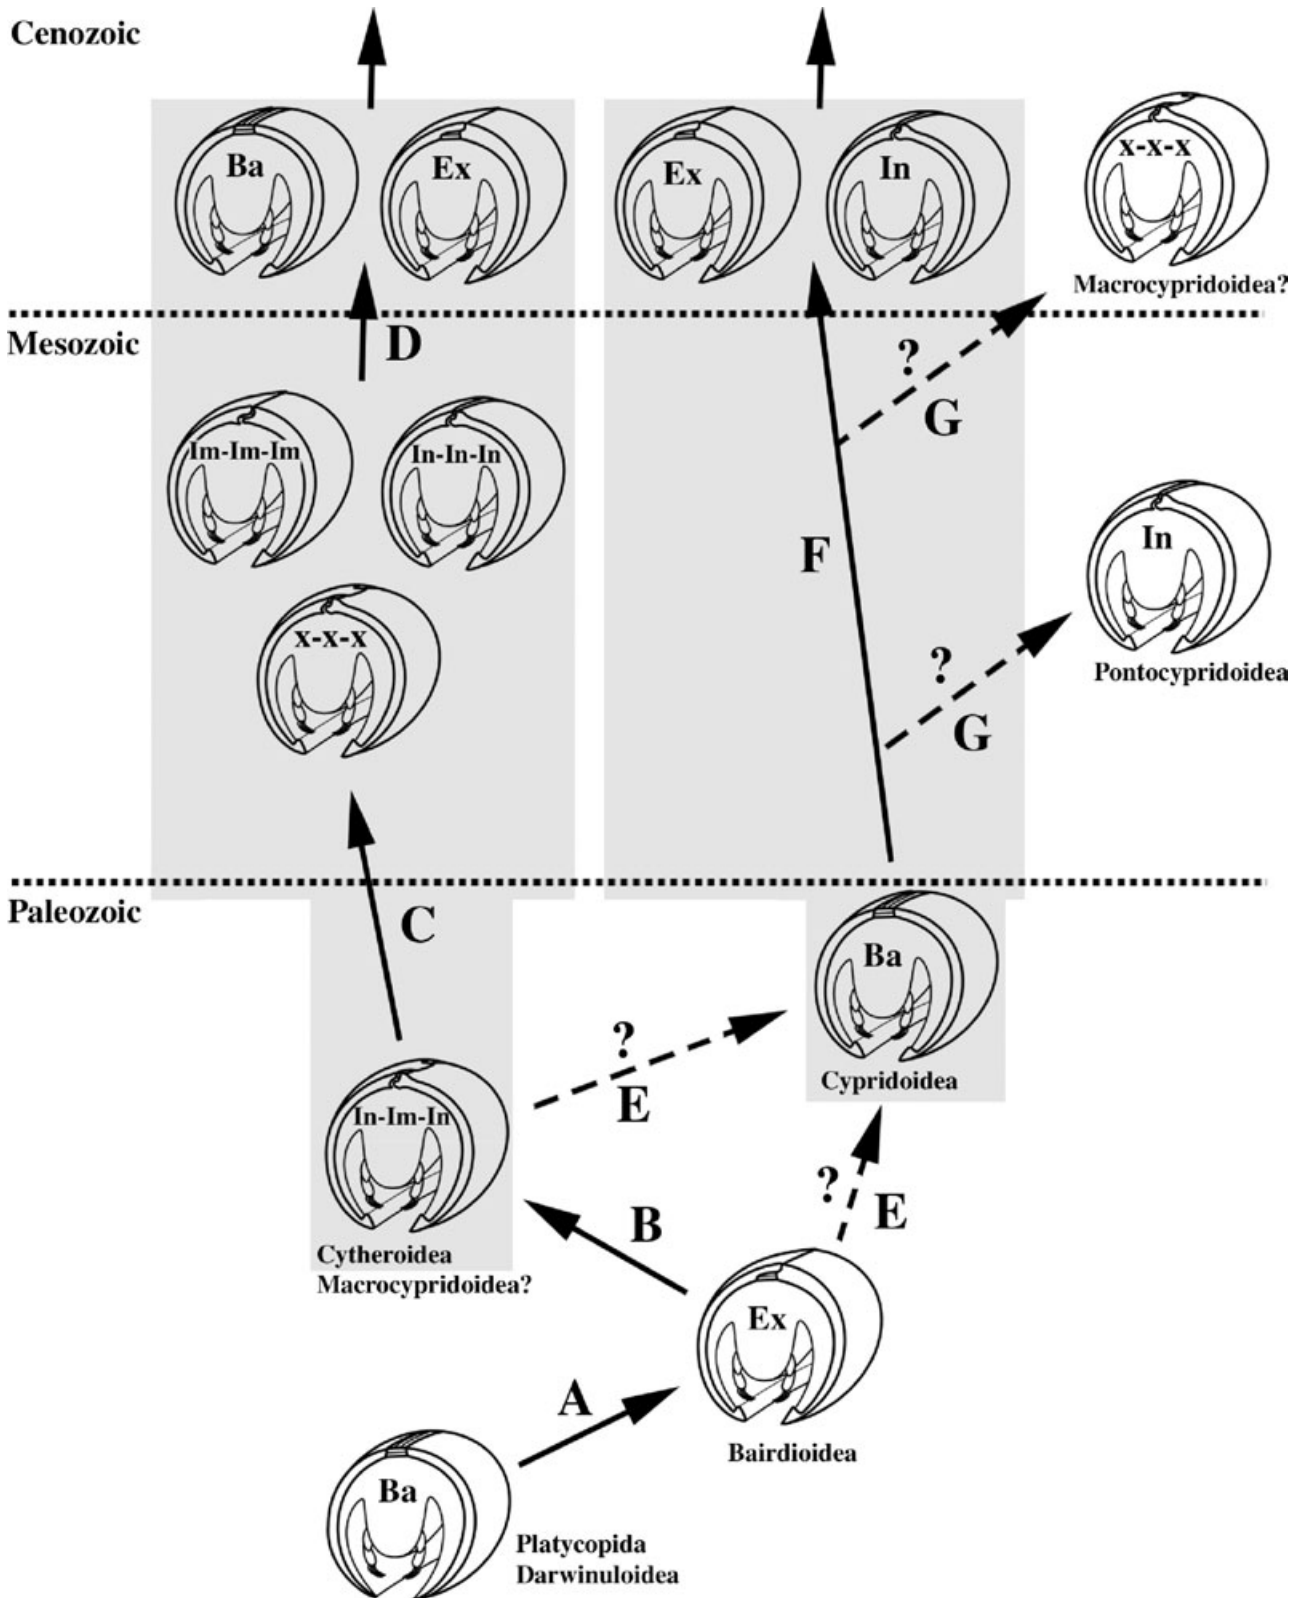 Cenozoic
Ba
Ex
Ex
In
x-x-x
Macrocypridoidea?
Mesozoic
D
?
G
Im-Im-Im
In-In-In
F
In
x-x-x
?
G
Pontocypridoidea
Paleozoic
C
Ba
?
E
Cypridoidea
In-Im-In
?
E
B
Cytheroidea
Macrocypridoidea?
Ex
A
Bairdioidea
Ba
Platycopida
Darwinuloidea